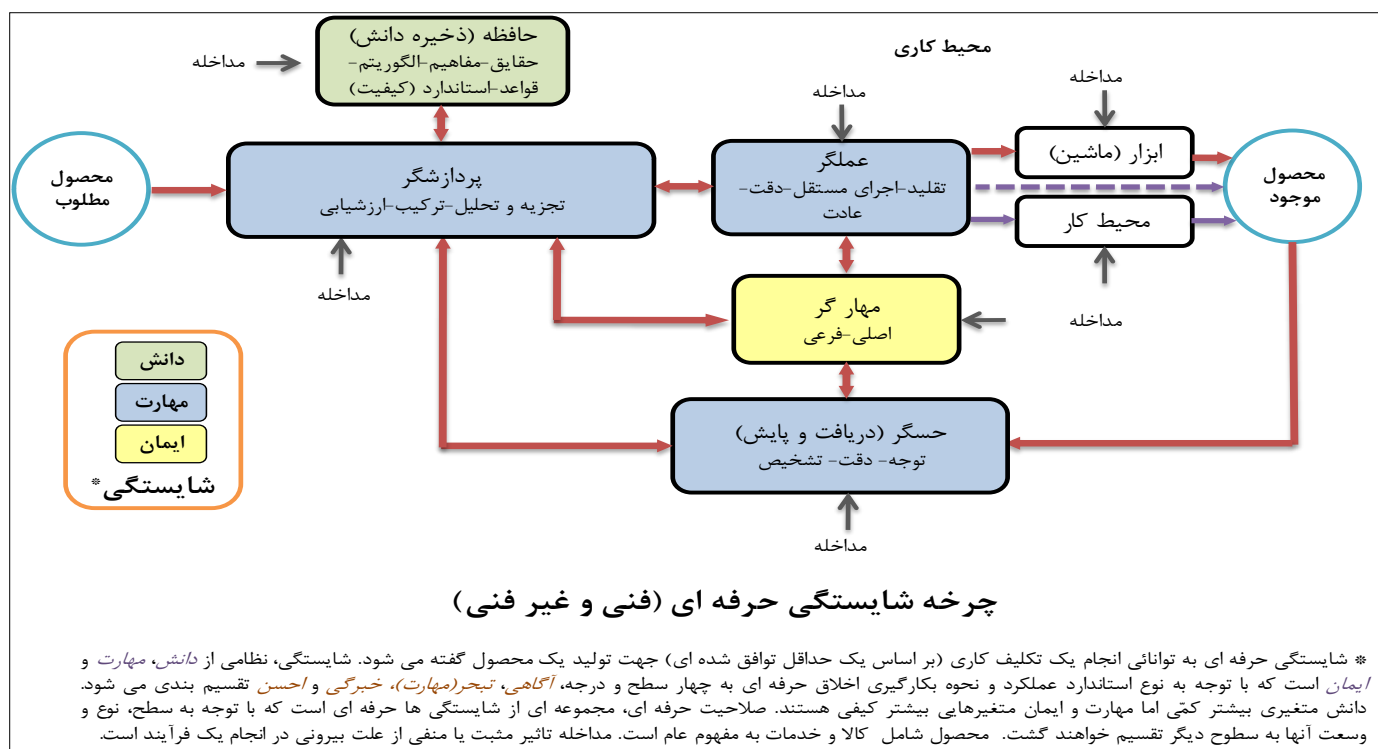 حافظه (ذخیره دانش)
حقایق-مفاهیم-الگوریتم-
قواعد-استاندارد (کیفیت)
مداخله
محیط کاری
مداخله
مداخله
ابزار (ماشین)
عملگر
تقلید-اجرای مستقل-دقت-
عادت
پردازشگر
تجزیه و تحلیل-ترکیب-ارزشیابی
محصول
مطلوب
محصول
موجود
محیط کار
مداخله
مهار گر
اصلی-فرعی
مداخله
دانش
مهارت
ایمان
شایستگی*
حسگر (دریافت و پایش)
توجه- دقت- تشخیص
مداخله
چرخه شایستگی حرفه ای (فنی و غیر فنی)
* شایستگی حرفه ای به توانائی انجام یک تکلیف کاری (بر اساس یک حداقل توافق شده ای) جهت تولید یک محصول گفته می شود. شایستگی، نظامی از دانش، مهارت و
ایمان است که با توجه به نوع استاندارد عملکرد و نحوه بکارگیری اخلاق حرفه ای به چهار سطح و درجه، آگاهی، تبحر(مهارت)، خبرگی و احسن تقسیم بندی می شود.
دانش متغیری بیشتر کمّی اما مهارت و ایمان متغیرهایی بیشتر کیفی هستند. صلاحیت حرفه ای، مجموعه ای از شایستگی ها حرفه ای است که با توجه به سطح، نوع و
وسعت آنها به سطوح دیگر تقسیم خواهند گشت. محصول شامل کالا و خدمات به مفهوم عام است. مداخله تاثیر مثبت یا منفی از علت بیرونی در انجام یک فرآیند است.